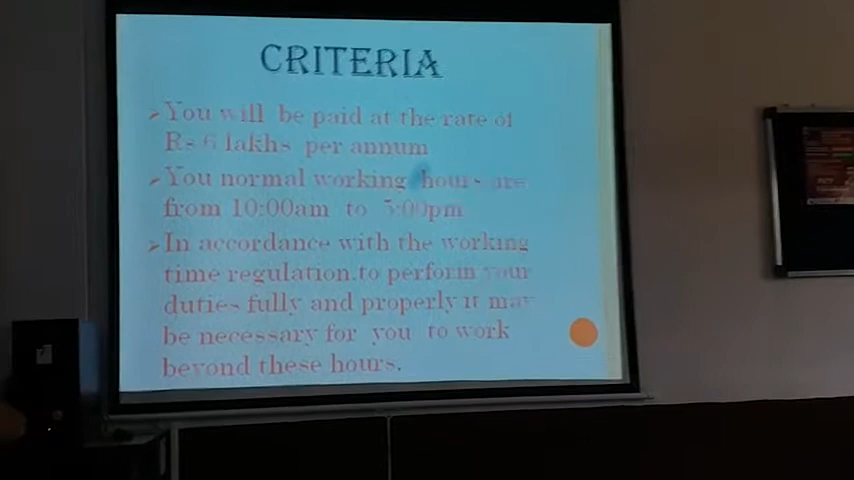 CRITERIA
➢You will be paid at the rate of
Rs 6 lakhs per annum
➢You normal working hours are
from 10:00am to 5:00pm
➢In accordance with the working
time regulation.to perform your
duties fully and properly it may
be necessary for you to work
beyond these hours.